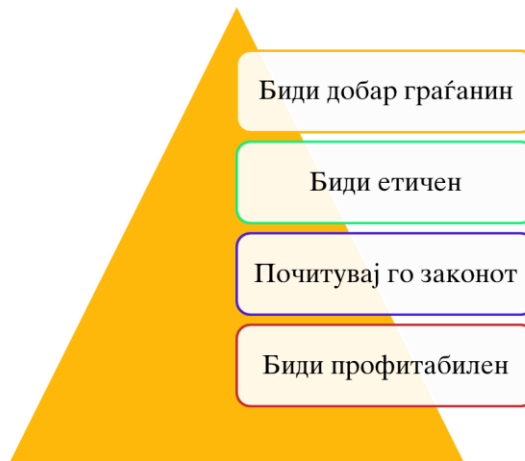 Биди добар граѓанин
Биди етичен
Почитувај го законот
Биди профитабилен